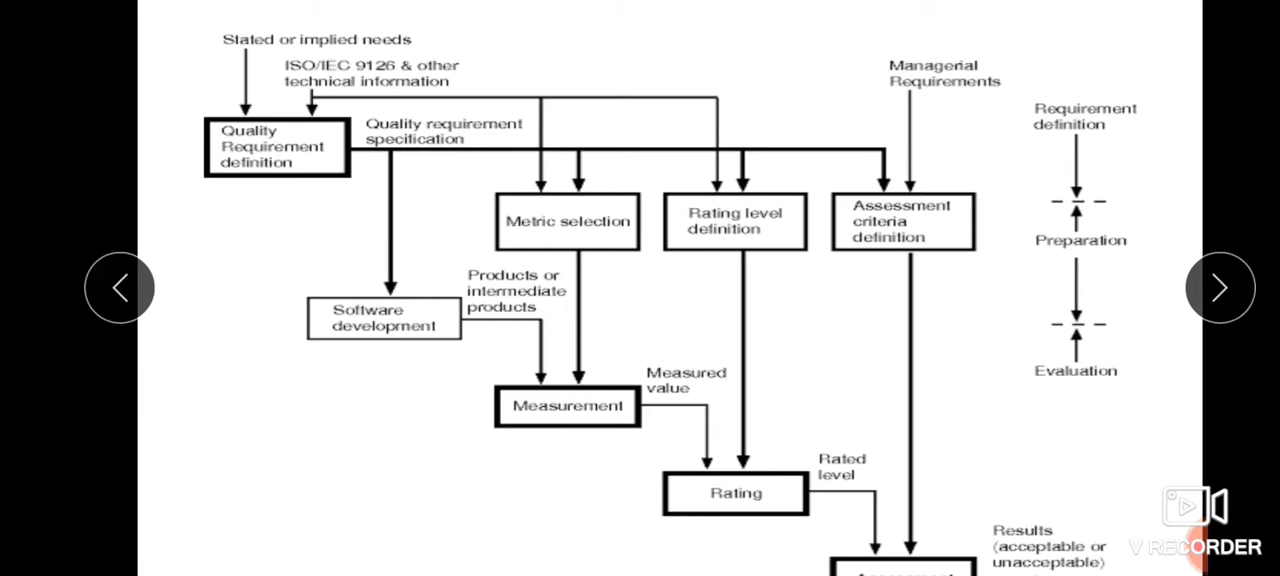 Stated or implied needs
ISO/IEC 9126 & other
technical information
Managerial
Requirements
Requirement
definition
Quality
Requirement
definition
Quality requirement
specification
Metric selection
Rating level
definition
Assessment
criteria
definition
Preparation
Products or
intermediate
products
Software
development
Evaluation
Measured
value
Measurement
Rated
level
Rating
Results
(acceptable or
unacceptable)
Assessment
V RECORDER